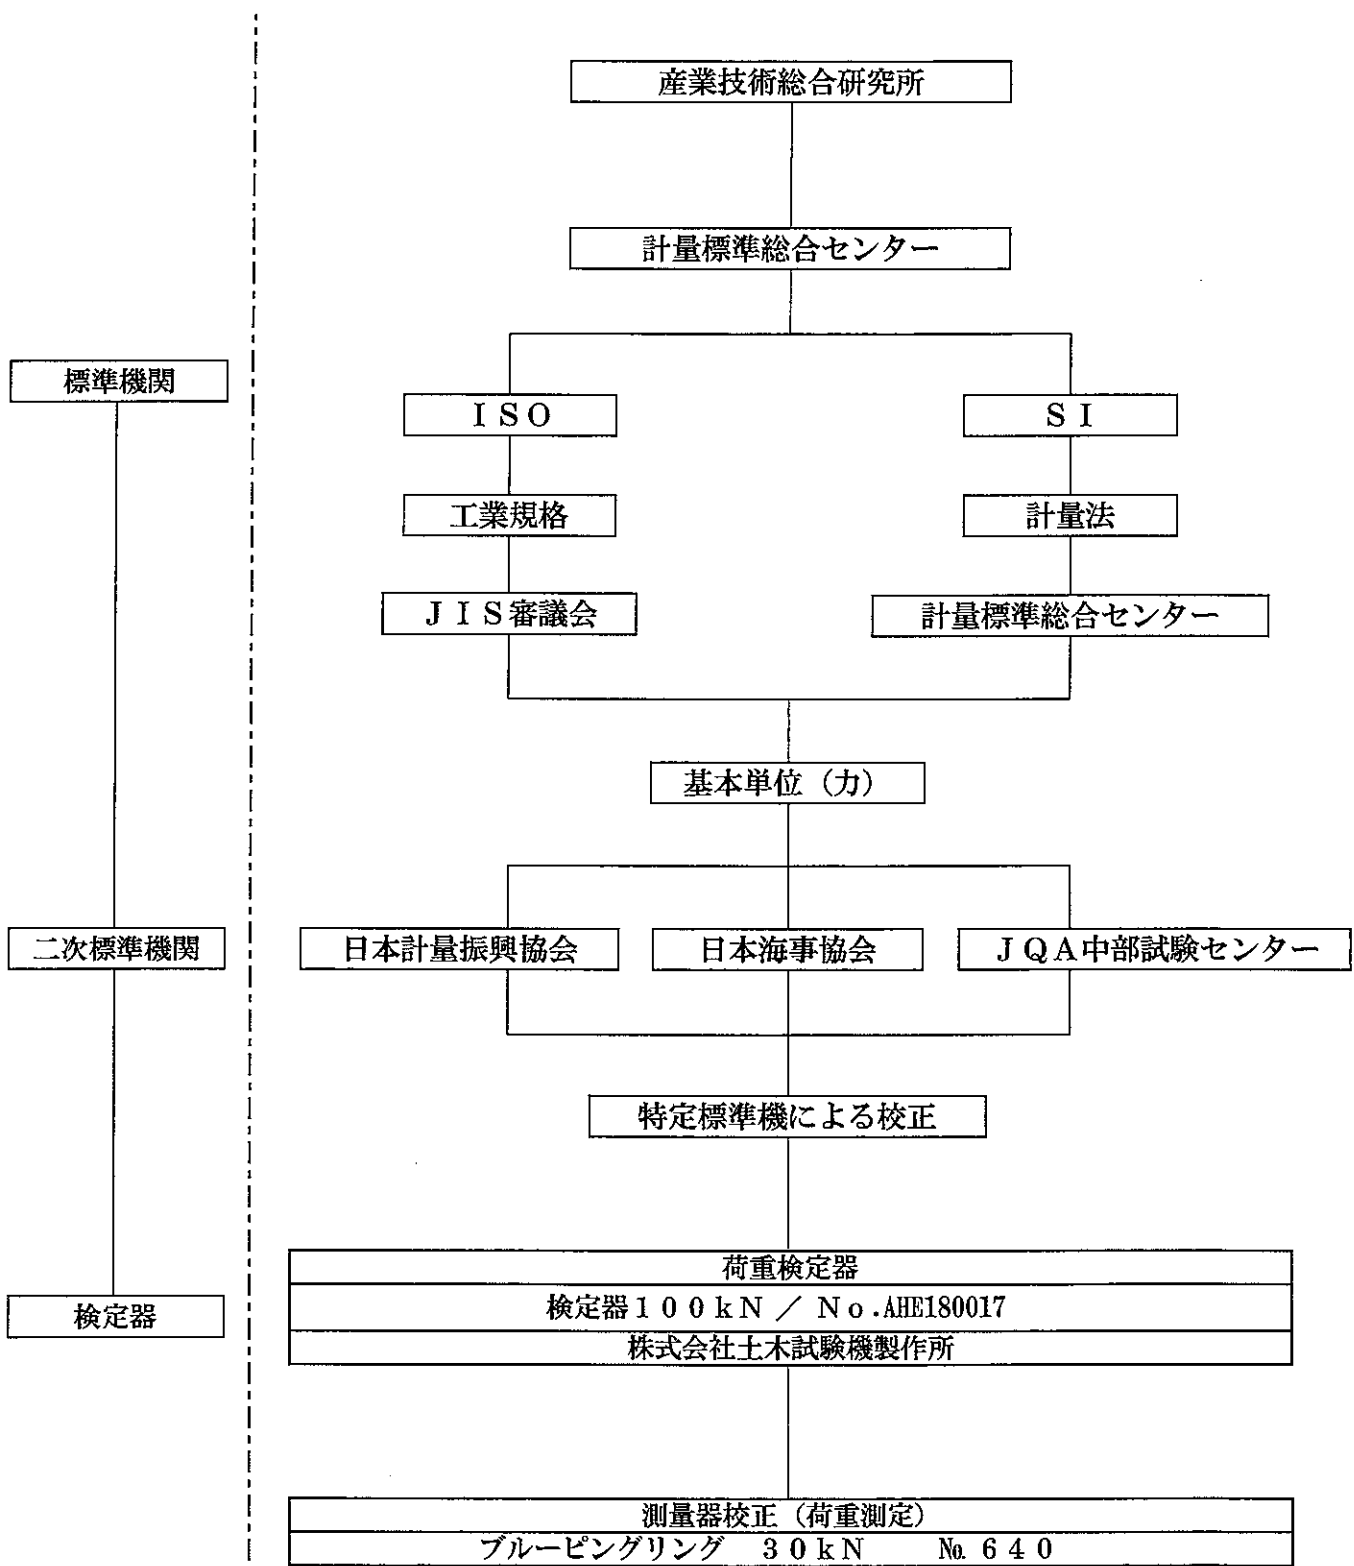 産業技術総合研究所
計量標準総合センター
標準機関
ISO
SI
工業規格
計量法
JIS審議会
計量標準総合センター
基本単位（力）
二次標準機関
日本計量振興協会
日本海事協会
JQA中部試験センター
特定標準機による校正
荷重検定器
検定器
検定器100kN ／ No.AHE180017
株式会社土木試験機製作所
測量器校正（荷重測定）
ブルーピングリング　30kN　　№ 640